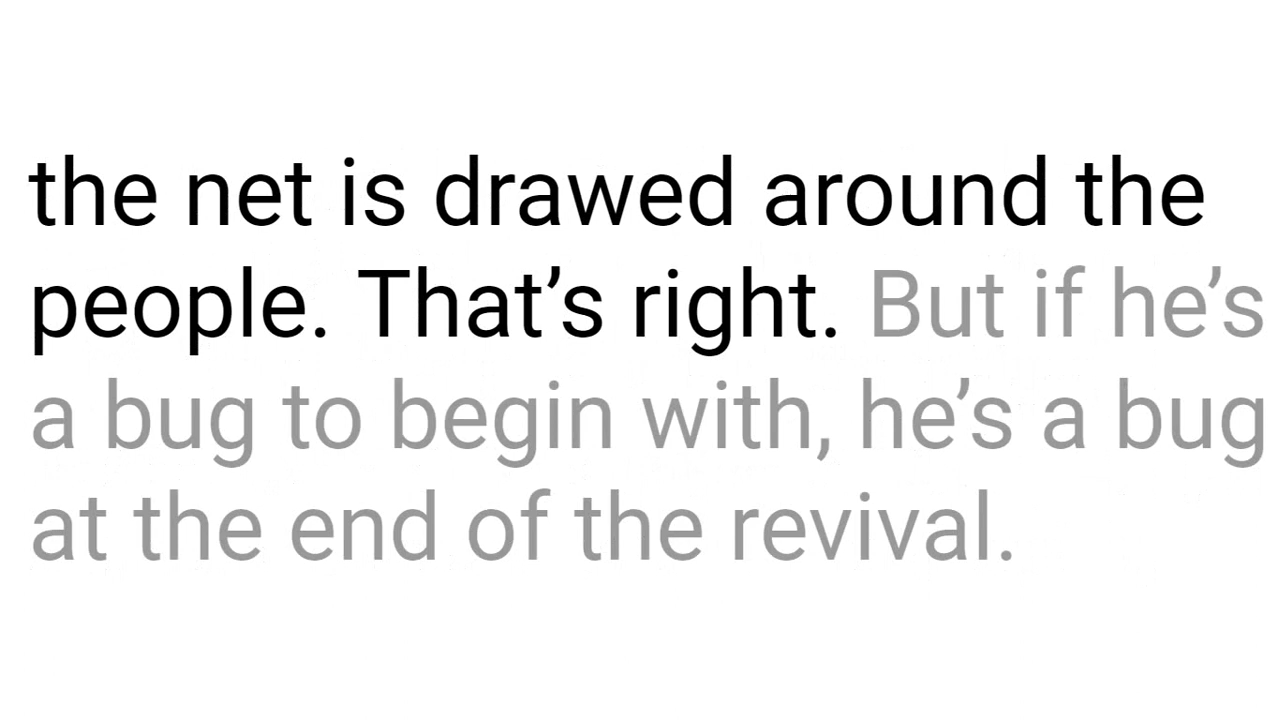 the net is drawed around the
people. That’s right. But if he’s
a bug to begin with, he’s a bug
at the end of the revival.